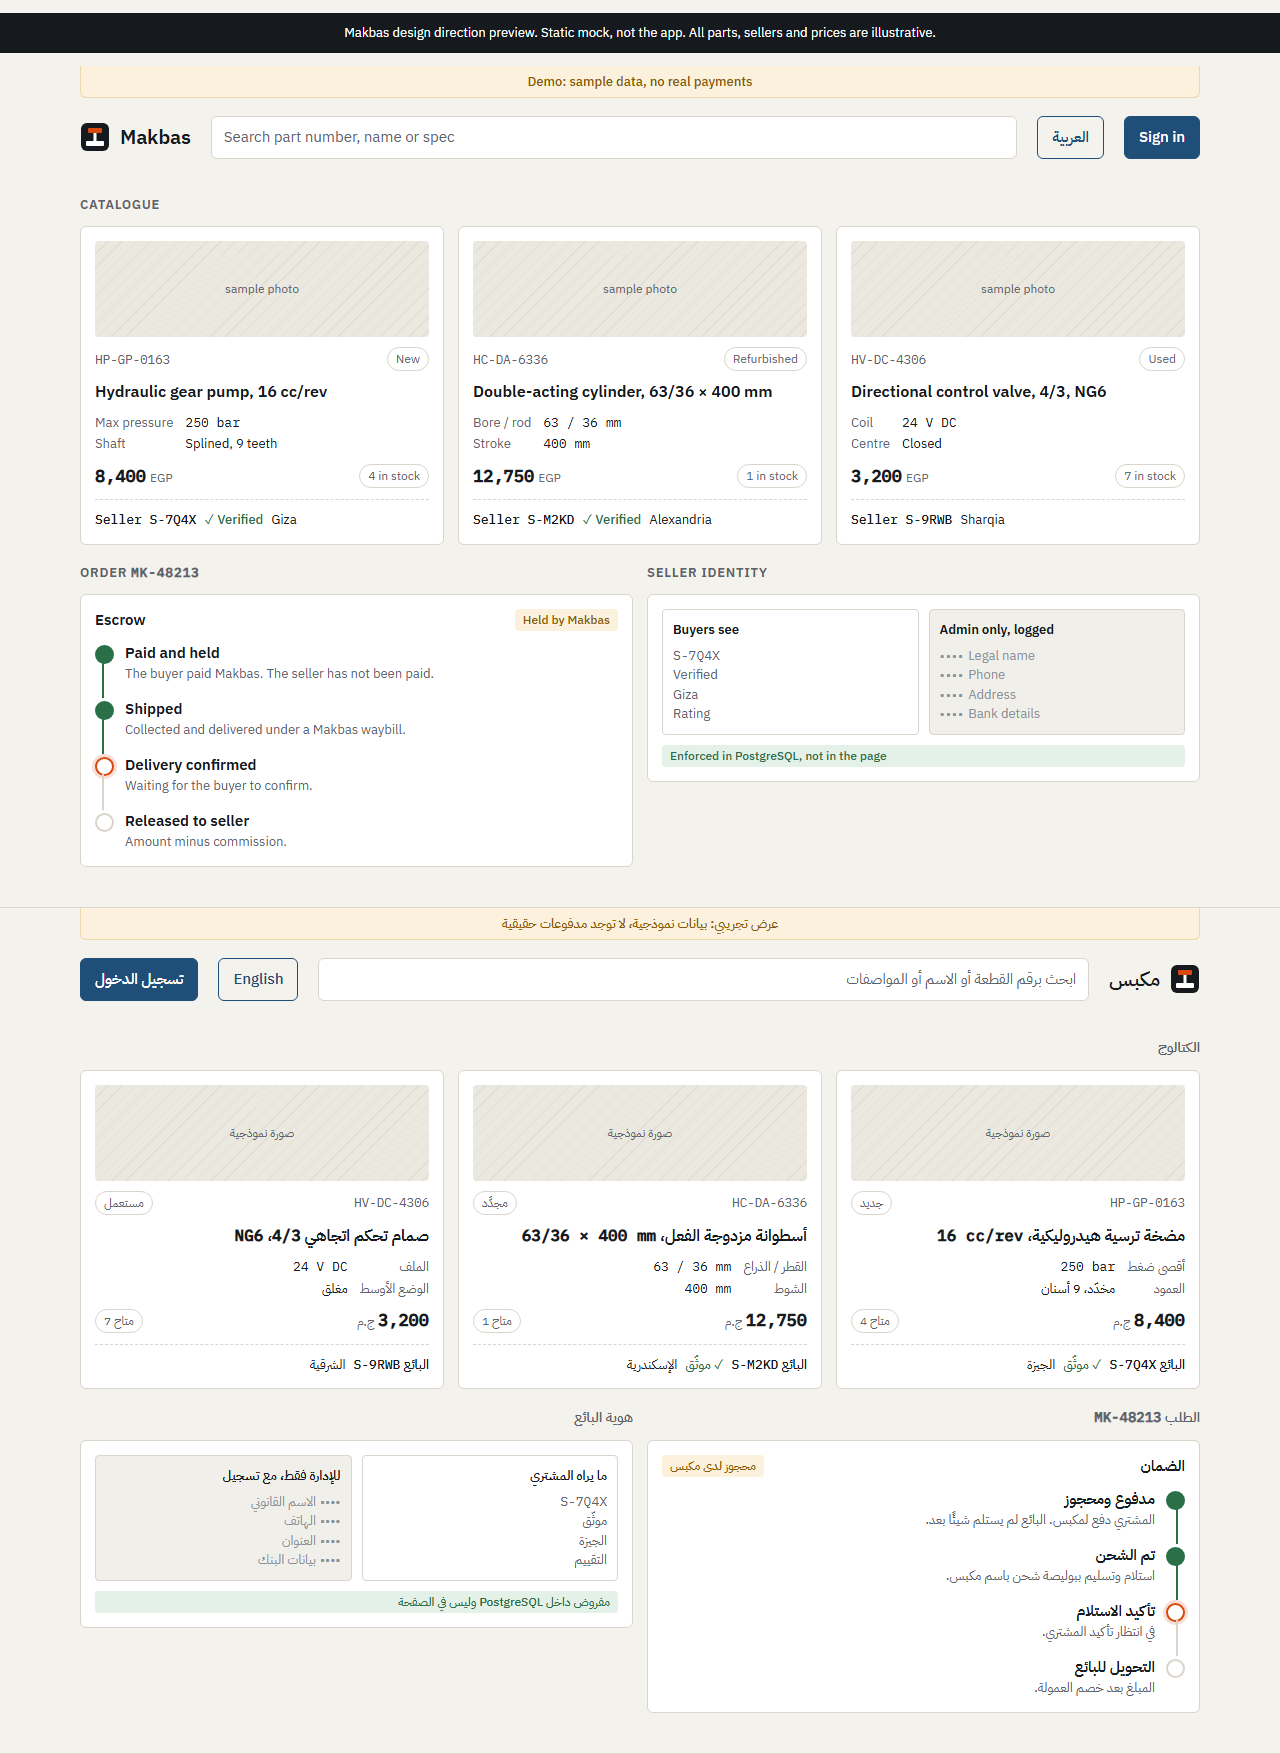 Makbas design direction preview. Static mock, not the app. All parts, sellers and prices are illustrative.
Demo: sample data, no real payments
Makbas
Search part number, name or spec
العربية
Sign in
CATALOGUE
sample photo
HP-GP-0163
New
Hydraulic gear pump, 16 cc/rev
Max pressure 250 bar
Shaft Splined, 9 teeth
8,400 EGP
4 in stock
Seller S-7Q4X ✓ Verified Giza
sample photo
HC-DA-6336
Refurbished
Double-acting cylinder, 63/36 × 400 mm
Bore / rod 63 / 36 mm
Stroke 400 mm
12,750 EGP
1 in stock
Seller S-M2KD ✓ Verified Alexandria
sample photo
HV-DC-4306
Used
Directional control valve, 4/3, NG6
Coil 24 V DC
Centre Closed
3,200 EGP
7 in stock
Seller S-9RWB Sharqia
ORDER MK-48213
Escrow
Held by Makbas
Paid and held
The buyer paid Makbas. The seller has not been paid.
Shipped
Collected and delivered under a Makbas waybill.
Delivery confirmed
Waiting for the buyer to confirm.
Released to seller
Amount minus commission.
SELLER IDENTITY
Buyers see
S-7Q4X
Verified
Giza
Rating
Admin only, logged
•••• Legal name
•••• Phone
•••• Address
•••• Bank details
Enforced in PostgreSQL, not in the page
عرض تجريبي: بيانات نموذجية، لا توجد مدفوعات حقيقية
مكبس
ابحث برقم القطعة أو الاسم أو المواصفات
English
تسجيل الدخول
الكتالوج
صورة نموذجية
HP-GP-0163
جديد
مضخة ترسية هيدروليكية، 16 cc/rev
أقصى ضغط 250 bar
العمود مخدّد، 9 أسنان
8,400 ج.م
متاح 4
البائع S-7Q4X ✓ موثّق الجيزة
صورة نموذجية
HC-DA-6336
مجدَّد
أسطوانة مزدوجة الفعل، 63/36 × 400 mm
القطر / الذراع 63 / 36 mm
الشوط 400 mm
12,750 ج.م
متاح 1
البائع S-M2KD ✓ موثّق الإسكندرية
صورة نموذجية
HV-DC-4306
مستعمل
صمام تحكم اتجاهي 4/3، NG6
الملف 24 V DC
الوضع الأوسط مغلق
3,200 ج.م
متاح 7
البائع S-9RWB الشرقية
الطلب MK-48213
الضمان
محجوز لدى مكبس
مدفوع ومحجوز
المشتري دفع لمكبس. البائع لم يستلم شيئًا بعد.
تم الشحن
استلام وتسليم ببوليصة شحن باسم مكبس.
تأكيد الاستلام
في انتظار تأكيد المشتري.
التحويل للبائع
المبلغ بعد خصم العمولة.
هوية البائع
ما يراه المشتري
S-7Q4X
موثّق
الجيزة
التقييم
للإدارة فقط، مع تسجيل
•••• الاسم القانوني
•••• الهاتف
•••• العنوان
•••• بيانات البنك
مفروض داخل PostgreSQL وليس في الصفحة